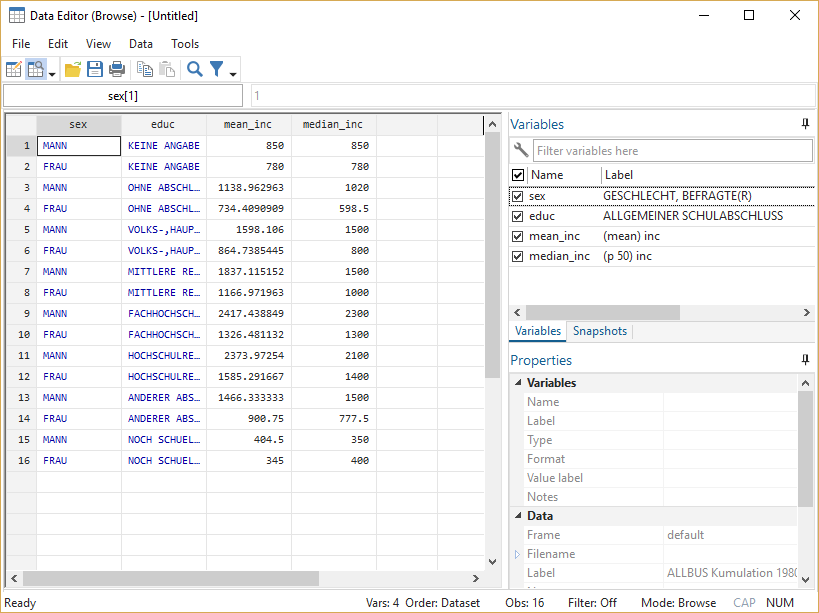 Data Editor (Browse) - [Untitled]
File Edit View Data Tools
sex[1] 1
sex educ mean_inc median_inc
1 MANN KEINE ANGABE 850 850
2 FRAU KEINE ANGABE 780 780
3 MANN OHNE ABSCHL… 1138.962963 1020
4 FRAU OHNE ABSCHL… 734.4090909 598.5
5 MANN VOLKS-,HAUP… 1598.106 1500
6 FRAU VOLKS-,HAUP… 864.7385445 800
7 MANN MITTLERE RE… 1837.115152 1500
8 FRAU MITTLERE RE… 1166.971963 1000
9 MANN FACHHOCHSCH… 2417.438849 2300
10 FRAU FACHHOCHSCH… 1326.481132 1300
11 MANN HOCHSCHULRE… 2373.97254 2100
12 FRAU HOCHSCHULRE… 1585.291667 1400
13 MANN ANDERER ABS… 1466.333333 1500
14 FRAU ANDERER ABS… 900.75 777.5
15 MANN NOCH SCHUEL… 404.5 350
16 FRAU NOCH SCHUEL… 345 400
Variables
Filter variables here
Name Label
sex GESCHLECHT, BEFRAGTE(R)
educ ALLGEMEINER SCHULABSCHLUSS
mean_inc (mean) inc
median_inc (p 50) inc
Variables Snapshots
Properties
Variables
Name
Label
Type
Format
Value label
Notes
Data
Frame default
Filename
Label ALLBUS Kumulation 1980
Ready Vars: 4 Order: Dataset Obs: 16 Filter: Off Mode: Browse CAP NUM